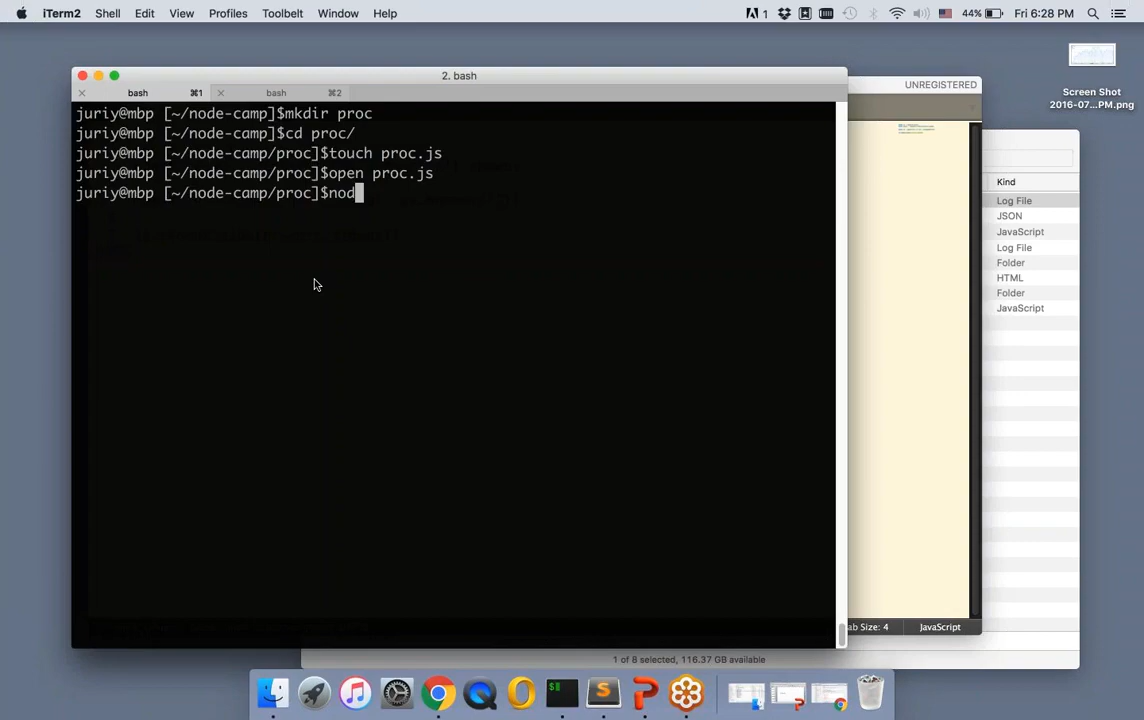 iTerm2 Shell Edit View Profiles Toolbelt Window Help 1 44% Fri 6:28 PM
Screen Shot
2016-07...PM.png
2. bash
UNREGISTERED
bash ⌘1 bash ⌘2
juriy@mbp [~/node-camp]$mkdir proc
juriy@mbp [~/node-camp]$cd proc/
juriy@mbp [~/node-camp/proc]$touch proc.js
juriy@mbp [~/node-camp/proc]$open proc.js
juriy@mbp [~/node-camp/proc]$nod
Kind
Log File
JSON
JavaScript
Log File
Folder
HTML
Folder
JavaScript
ab Size: 4 JavaScript
1 of 8 selected, 116.37 GB available